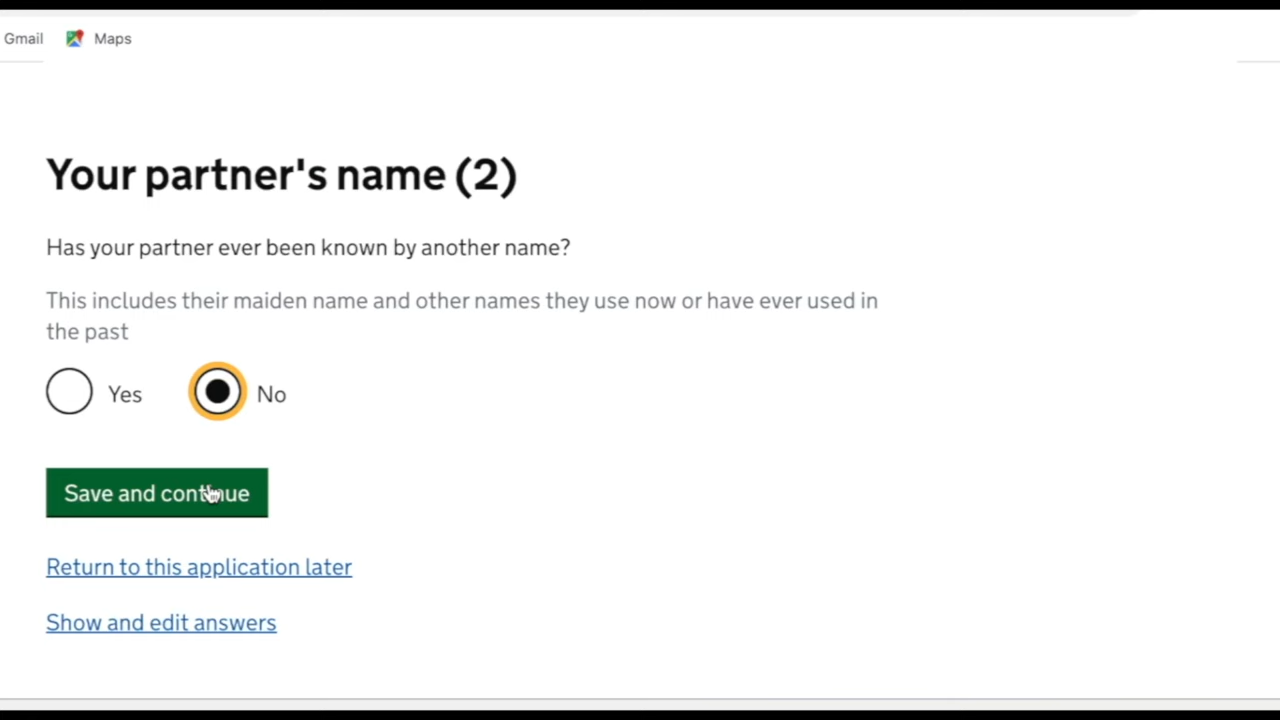 Gmail Maps
Your partner's name (2)
Has your partner ever been known by another name?
This includes their maiden name and other names they use now or have ever used in
the past
Yes No
Save and continue
Return to this application later
Show and edit answers